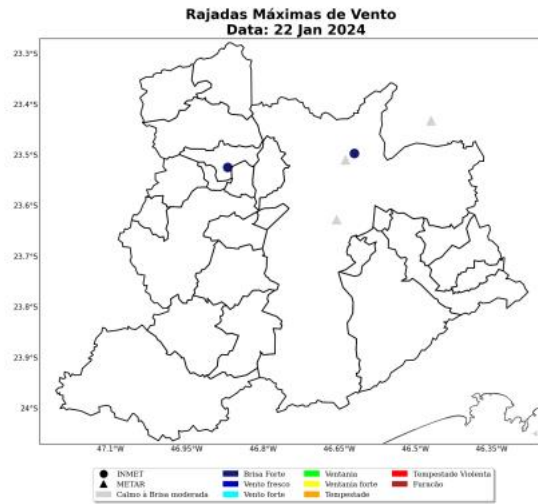 Rajadas Máximas de Vento
Data: 22 Jan 2024
23.3°S
23.4°S
23.5°S
23.6°S
23.7°S
23.8°S
23.9°S
24°S
47.1°W 46.95°W 46.8°W 46.65°W 46.5°W 46.35°W
INMET Brisa Forte Ventania Tempestade Violenta
METAR Vento fresco Ventania forte Furacão
Calmo à Brisa moderada Vento forte Tempestade